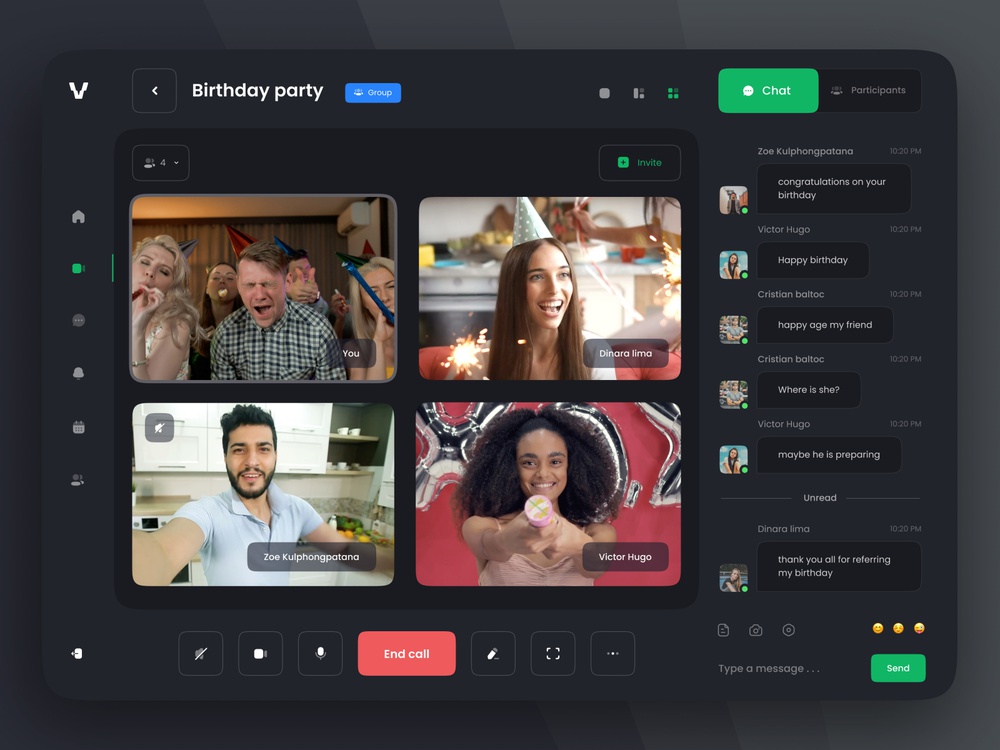 Birthday party
Group
Chat
Participants
4
Invite
You
Dinara lima
Zoe Kulphongpatana
Victor Hugo
End call
Zoe Kulphongpatana 10:20 PM
congratulations on your
birthday
Victor Hugo 10:20 PM
Happy birthday
Cristian baltoc 10:20 PM
happy age my friend
Cristian baltoc 10:20 PM
Where is she?
Victor Hugo 10:20 PM
maybe he is preparing
Unread
Dinara lima 10:20 PM
thank you all for referring
my birthday
Type a message . . .
Send